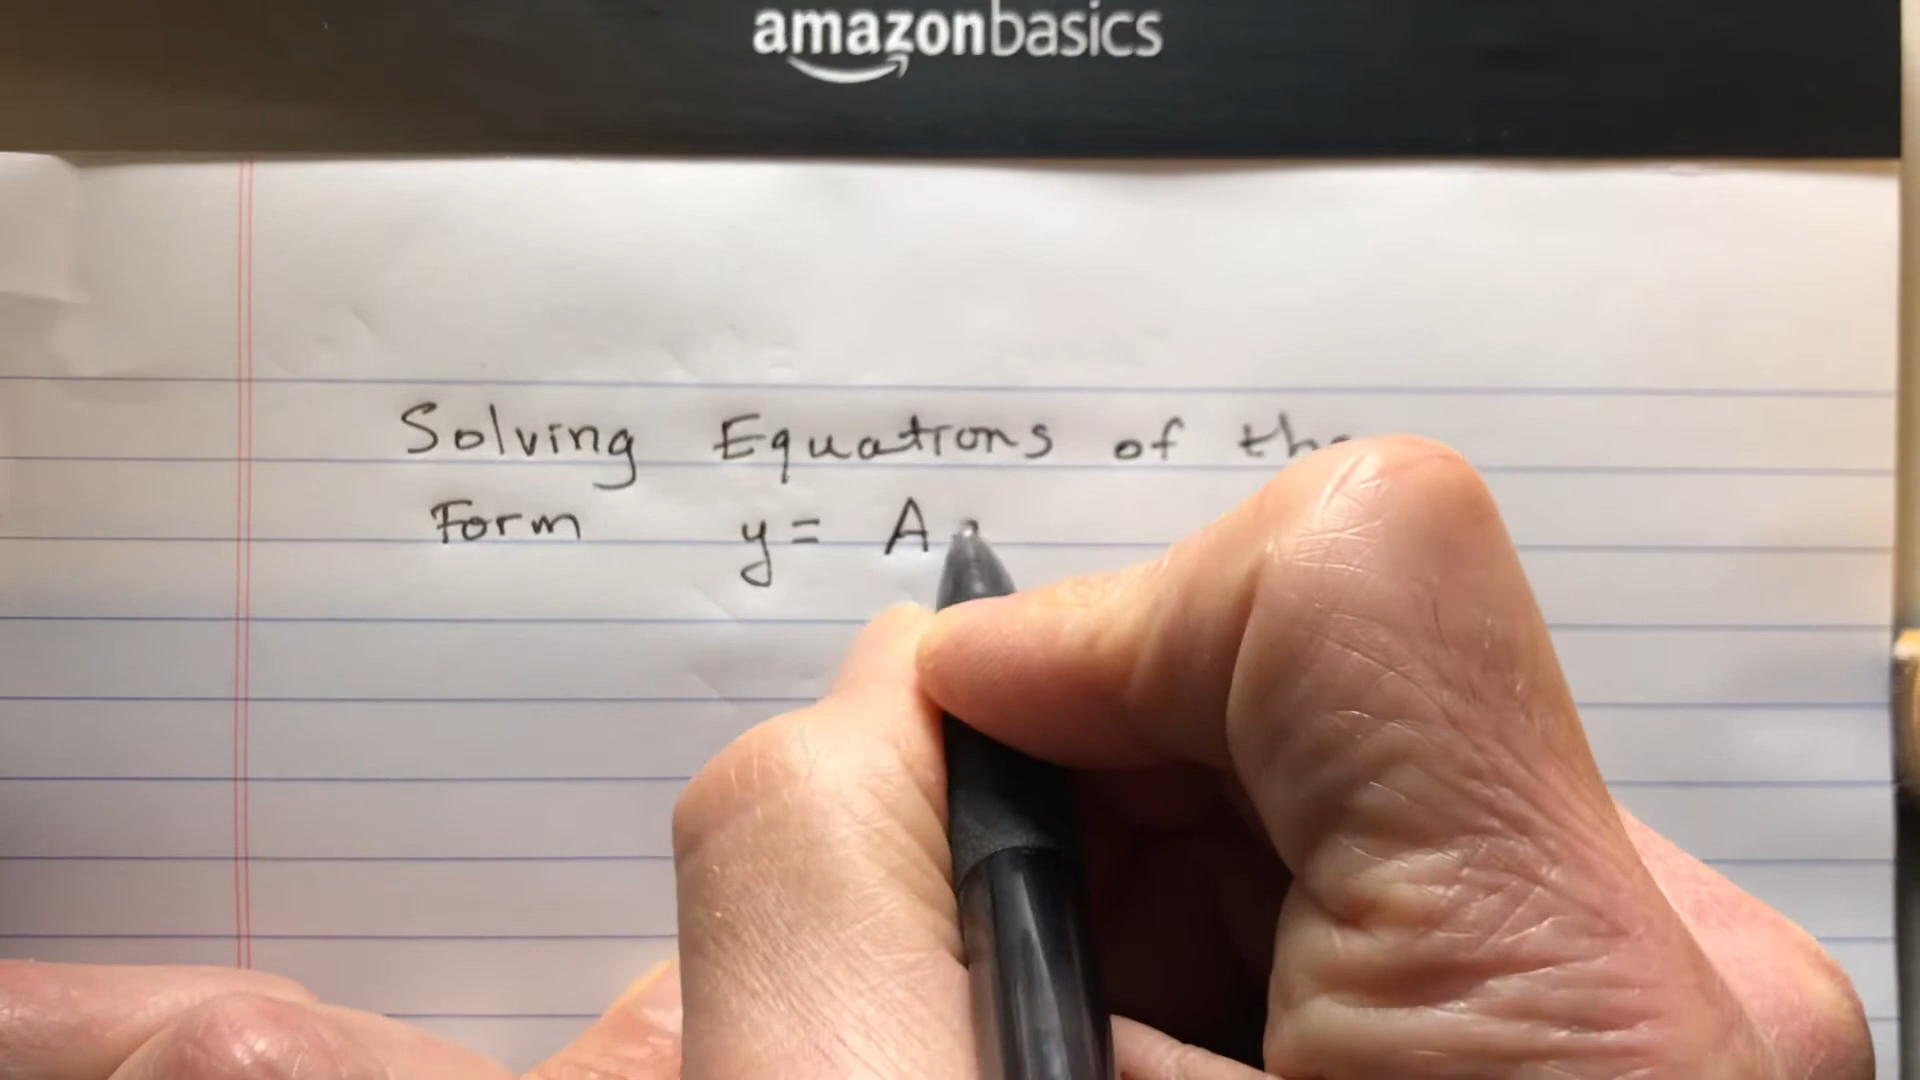 amazonbasics
Solving Equations of the
Form y = A